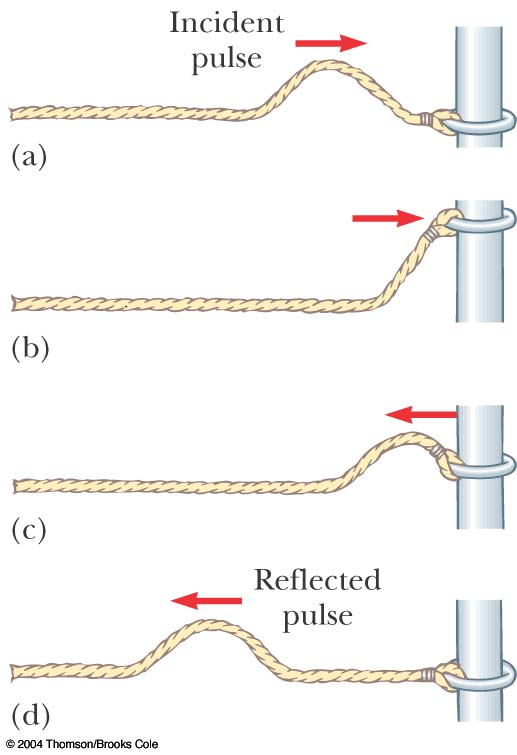 Incident
pulse
(a)
(b)
(c)
Reflected
pulse
(d)
© 2004 Thomson/Brooks Cole